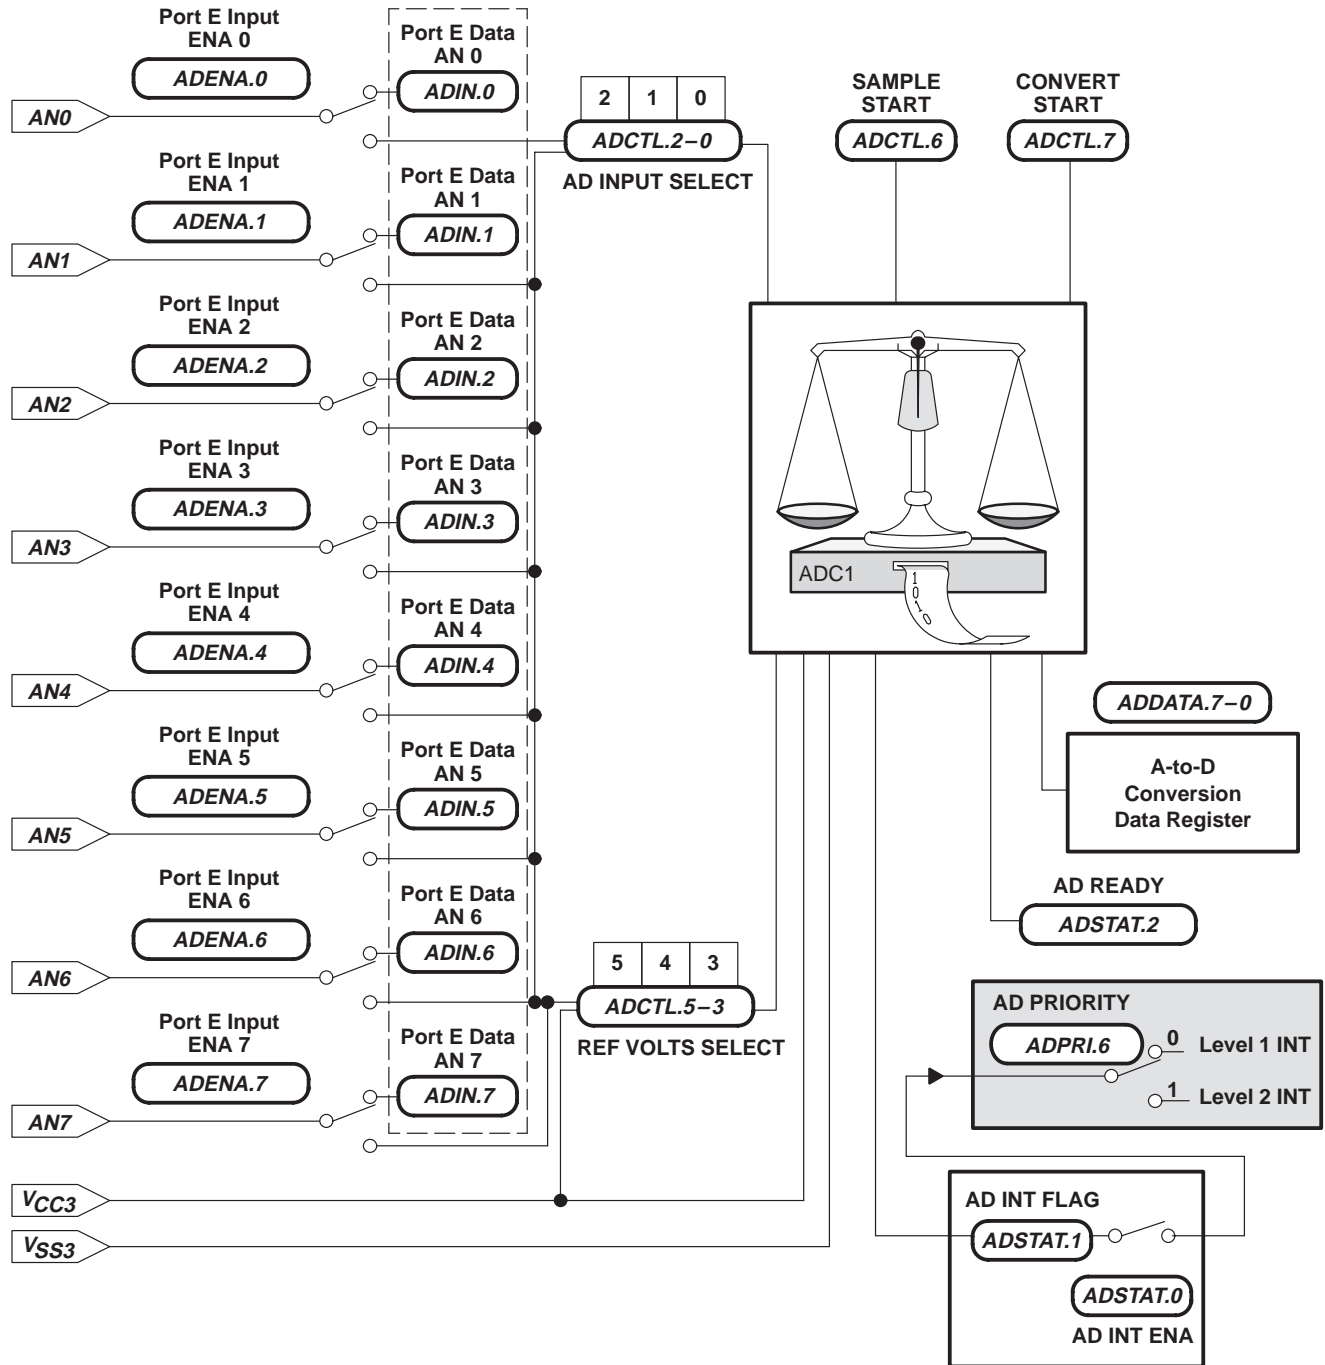 Port E Input
ENA 0
ADENA.0
AN0
Port E Data
AN 0
ADIN.0
Port E Input
ENA 1
ADENA.1
AN1
Port E Data
AN 1
ADIN.1
Port E Input
ENA 2
ADENA.2
AN2
Port E Data
AN 2
ADIN.2
Port E Input
ENA 3
ADENA.3
AN3
Port E Data
AN 3
ADIN.3
Port E Input
ENA 4
ADENA.4
AN4
Port E Data
AN 4
ADIN.4
Port E Input
ENA 5
ADENA.5
AN5
Port E Data
AN 5
ADIN.5
Port E Input
ENA 6
ADENA.6
AN6
Port E Data
AN 6
ADIN.6
Port E Input
ENA 7
ADENA.7
AN7
Port E Data
AN 7
ADIN.7
VCC3
VSS3
2 1 0
ADCTL.2–0
AD INPUT SELECT
SAMPLE
START
ADCTL.6
CONVERT
START
ADCTL.7
ADC1
1
0
1
0
ADDATA.7–0
A-to-D
Conversion
Data Register
AD READY
ADSTAT.2
5 4 3
ADCTL.5–3
REF VOLTS SELECT
AD PRIORITY
ADPRI.6
0 Level 1 INT
1 Level 2 INT
AD INT FLAG
ADSTAT.1
ADSTAT.0
AD INT ENA